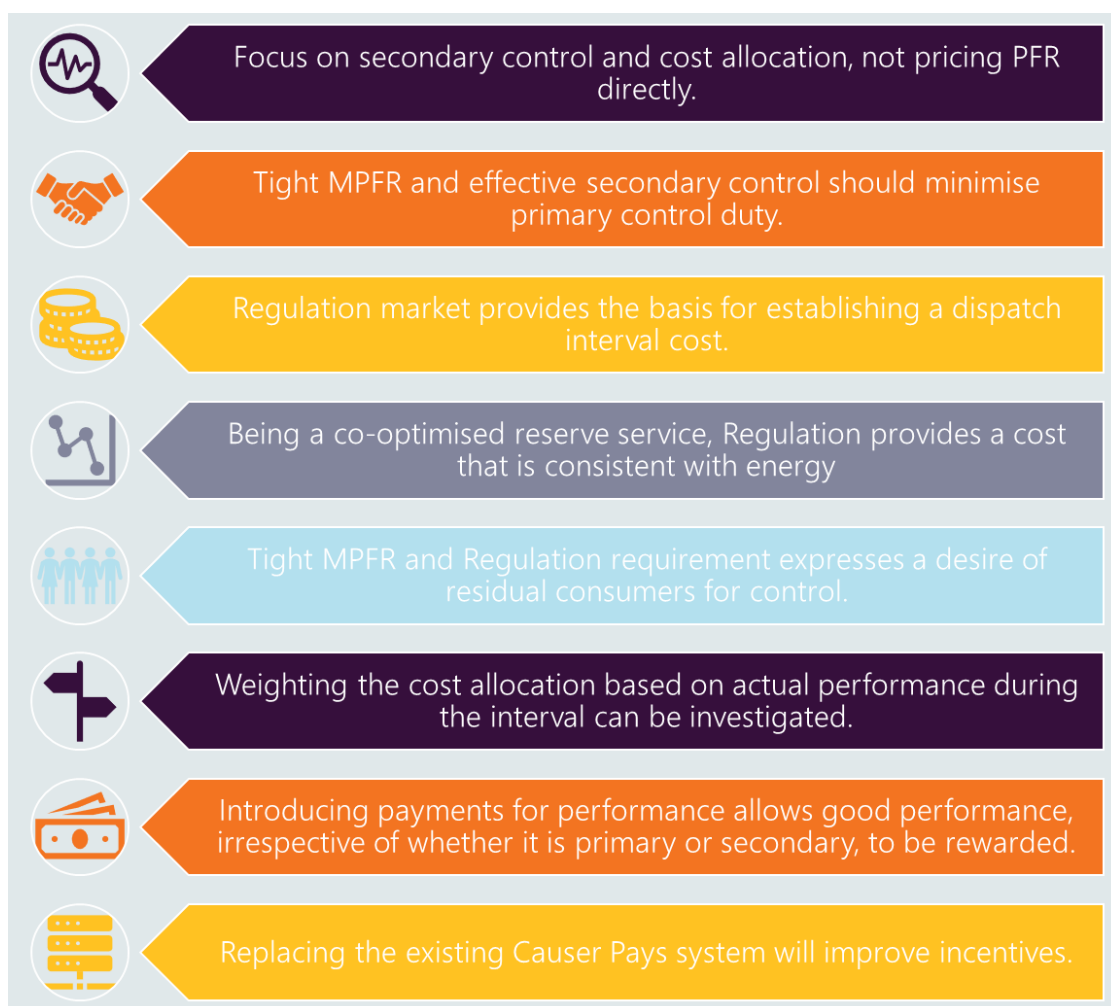 Focus on secondary control and cost allocation, not pricing PFR
directly.
Tight MPFR and effective secondary control should minimise
primary control duty.
Regulation market provides the basis for establishing a dispatch
interval cost.
Being a co-optimised reserve service, Regulation provides a cost
that is consistent with energy
Tight MPFR and Regulation requirement expresses a desire of
residual consumers for control.
Weighting the cost allocation based on actual performance during
the interval can be investigated.
Introducing payments for performance allows good performance,
irrespective of whether it is primary or secondary, to be rewarded.
Replacing the existing Causer Pays system will improve incentives.